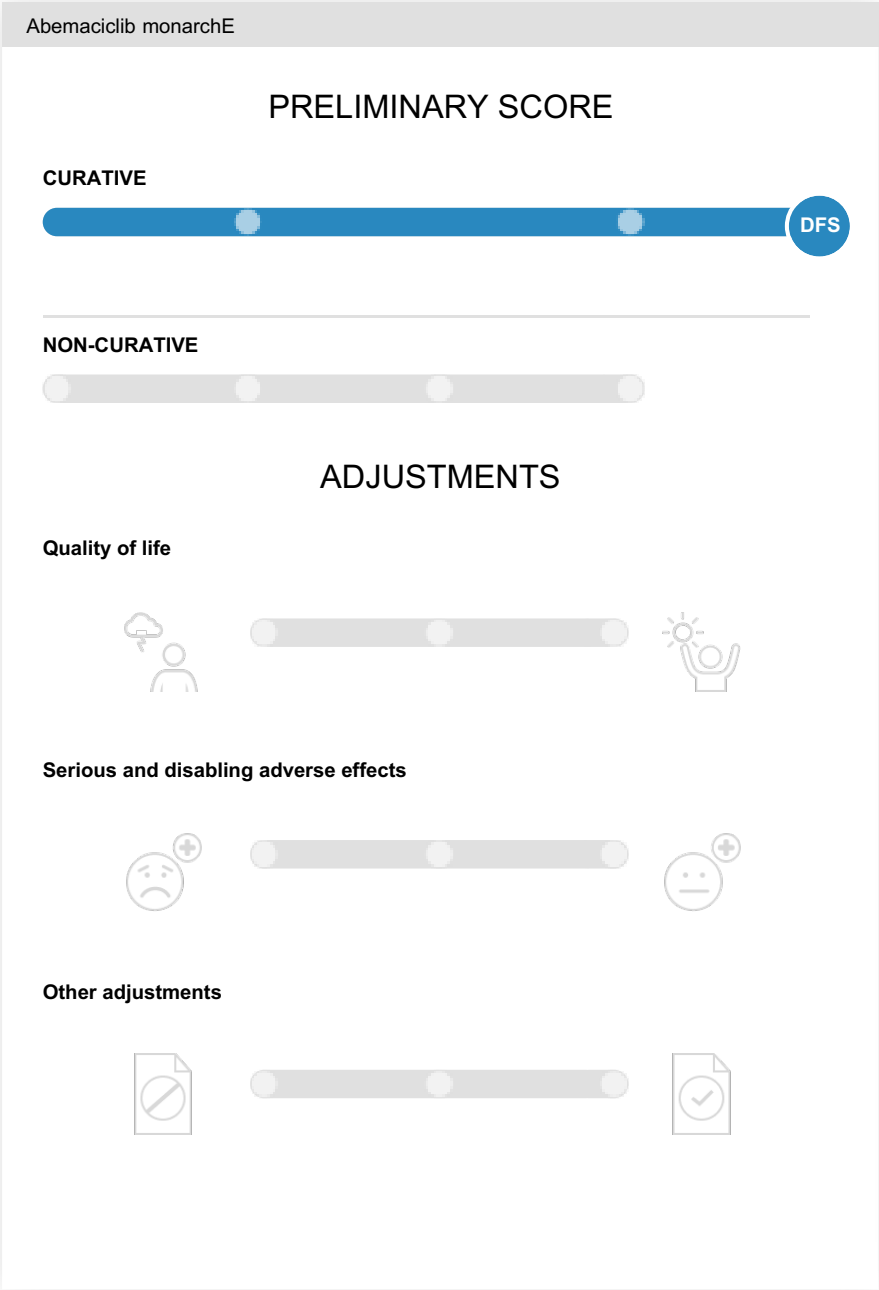 Abemaciclib monarchE
PRELIMINARY SCORE
CURATIVE
DFS
NON-CURATIVE
ADJUSTMENTS
Quality of life
Serious and disabling adverse effects
Other adjustments